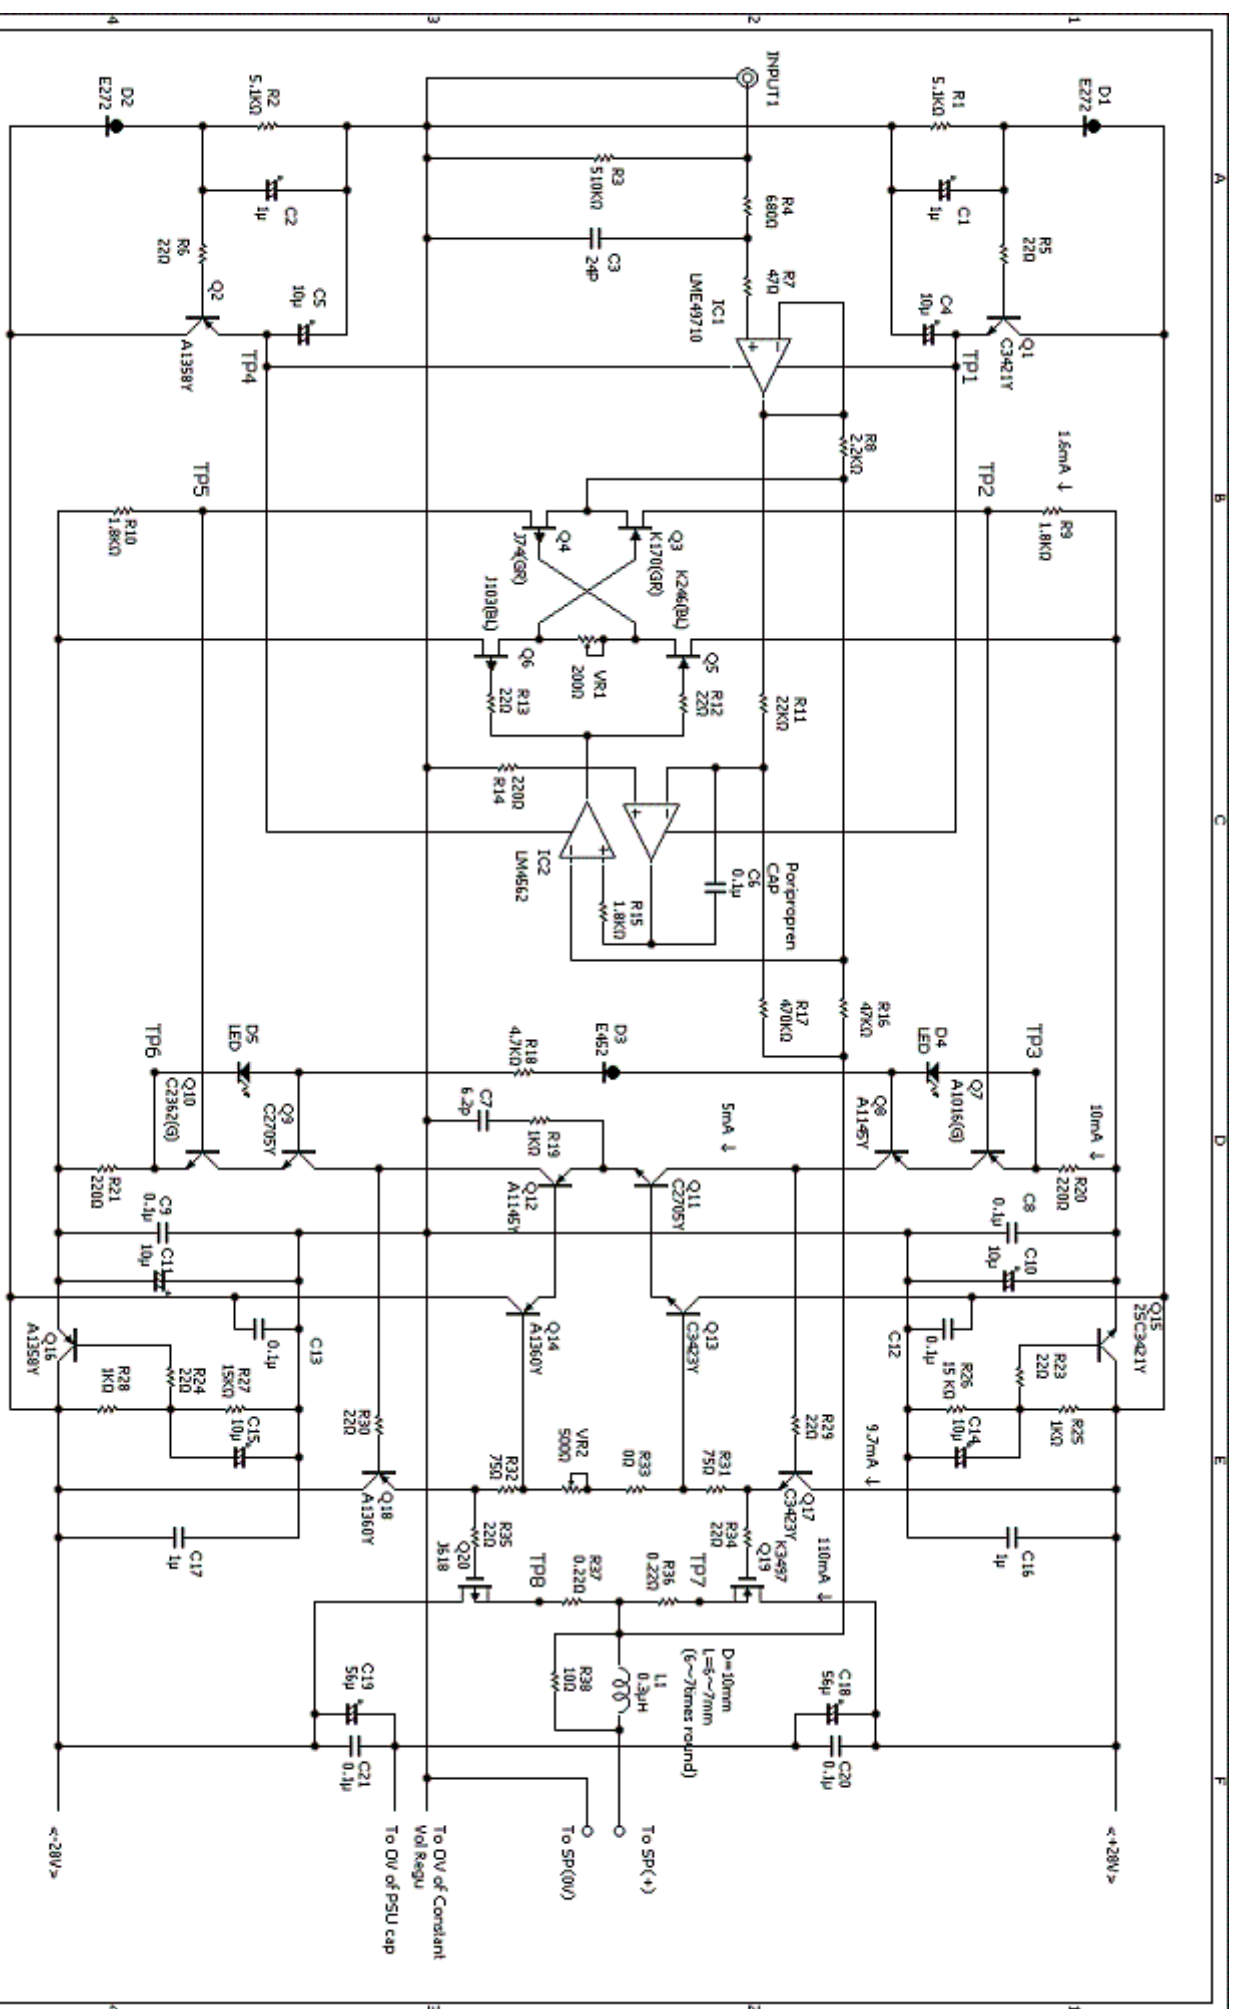 1
2
3
4
A
B
C
D
E
F
INPUT1
D1
E272
R1
5.1KΩ
C1
1μ
R5
22Ω
C4
10μ
Q1
C3421Y
TP1
R3
510KΩ
R4
680Ω
C3
24P
R7
47Ω
IC1
LME49710
R2
5.1KΩ
D2
E272
C2
1μ
R6
22Ω
Q2
A1358Y
C5
10μ
TP4
R8
2.2KΩ
1.6mA ↓
R9
1.8KΩ
TP2
TP5
R10
1.8KΩ
Q3
K170(GR)
Q4
J74(GR)
K246(BL)
Q5
J103(BL)
Q6
VR1
200Ω
R12
22Ω
R13
22Ω
R11
22KΩ
220Ω
R14
IC2
LM4562
R15
1.8KΩ
C6
0.1μ
Poripropren
CAP
R16
47KΩ
R17
470KΩ
TP3
D4
LED
Q7
A1016(G)
Q8
A1145Y
10mA ↓
R20
220Ω
D3
E452
R18
4.7KΩ
C7
6.2p
R19
1KΩ
5mA ↓
D5
LED
TP6
Q9
C2705Y
Q10
C2362(G)
R21
220Ω
Q11
C2705Y
Q12
A1145Y
C8
0.1μ
C10
10μ
C9
0.1μ
C11
10μ
Q13
C3423Y
Q14
A1360Y
Q15
2SC3421Y
C12
0.1μ
R23
22Ω
R26
15 KΩ
C14
10μ
R25
1KΩ
C13
0.1μ
Q16
A1358Y
R24
22Ω
R27
15KΩ
R28
1KΩ
C15
10μ
R29
22Ω
R30
22Ω
9.7mA ↓
Q17
C3423Y
Q18
A1360Y
R31
75Ω
R33
0Ω
VR2
500Ω
R32
75Ω
R34
22Ω
R35
22Ω
C16
1μ
C17
1μ
110mA ↓
Q19
K3497
Q20
J618
TP7
TP8
R36
0.22Ω
R37
0.22Ω
D=10mm
L=6~7mm
(6~7times round)
L1
0.3μH
R38
10Ω
C18
56μ
C20
0.1μ
C19
56μ
C21
0.1μ
<+28V>
To SP(+)
To SP(0V)
To 0V of Constant
Vol Regu
To 0V of PSU cap
<-28V>